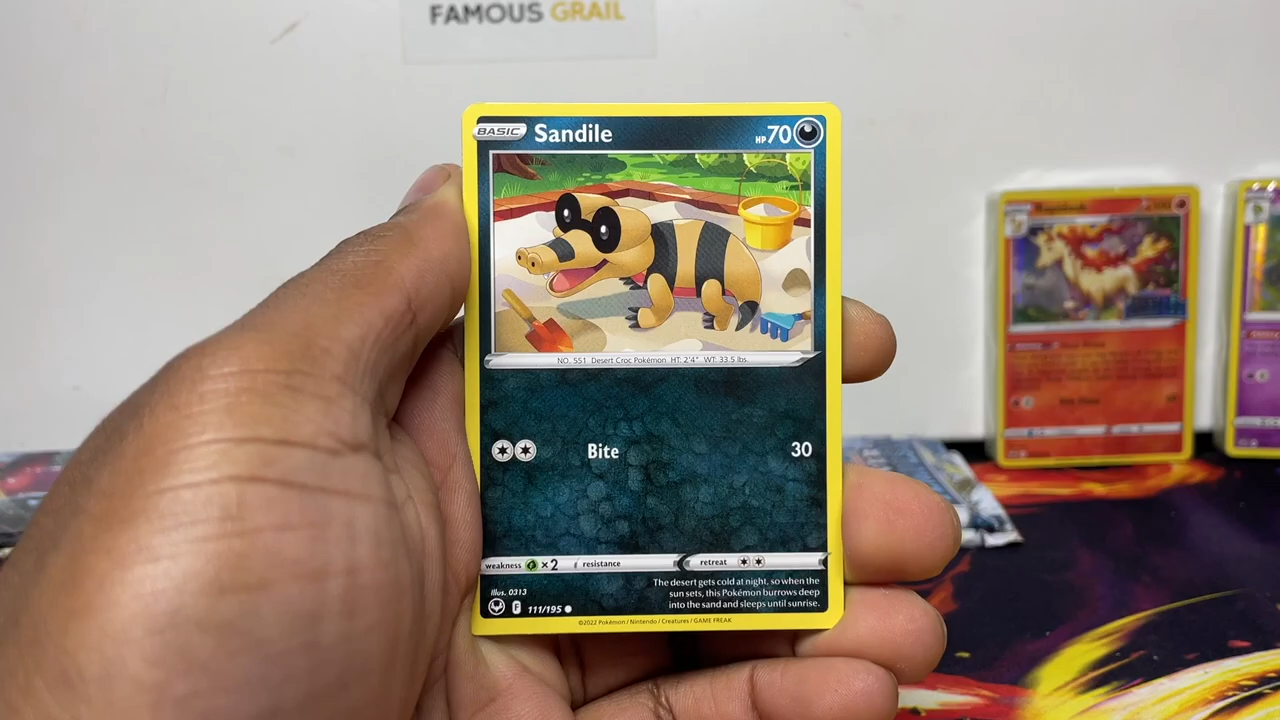 FAMOUS GRAIL
BASIC Sandile HP 70
NO. 551 Desert Croc Pokémon HT: 2'4" WT: 33.5 lbs.
Bite 30
weakness ×2 resistance retreat
The desert gets cold at night, so when the
sun sets, this Pokémon burrows deep
into the sand and sleeps until sunrise.
Illus. 0313
F 111/195
©2022 Pokémon / Nintendo / Creatures / GAME FREAK